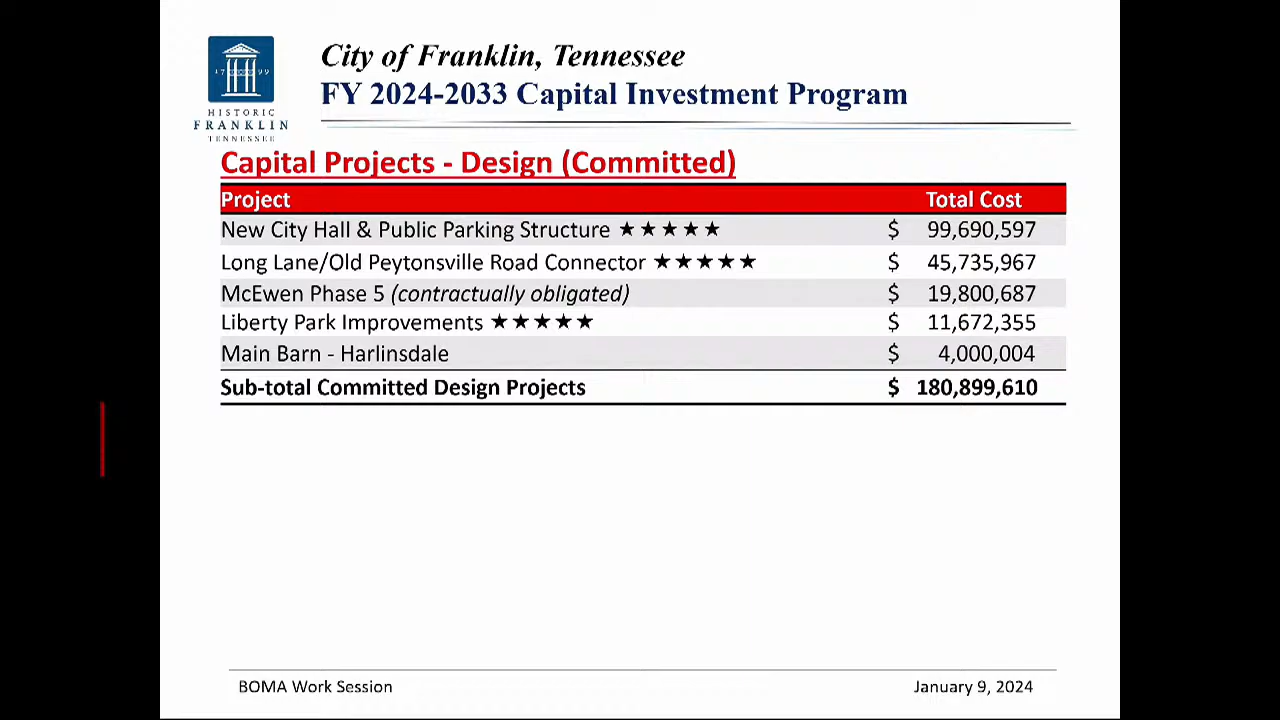 City of Franklin, Tennessee
FY 2024-2033 Capital Investment Program
1799
HISTORIC
FRANKLIN
TENNESSEE
Capital Projects - Design (Committed)
Project Total Cost
New City Hall & Public Parking Structure ★★★★★ $ 99,690,597
Long Lane/Old Peytonsville Road Connector ★★★★★ $ 45,735,967
McEwen Phase 5 (contractually obligated) $ 19,800,687
Liberty Park Improvements ★★★★★ $ 11,672,355
Main Barn - Harlinsdale $ 4,000,004
Sub-total Committed Design Projects $ 180,899,610
BOMA Work Session January 9, 2024